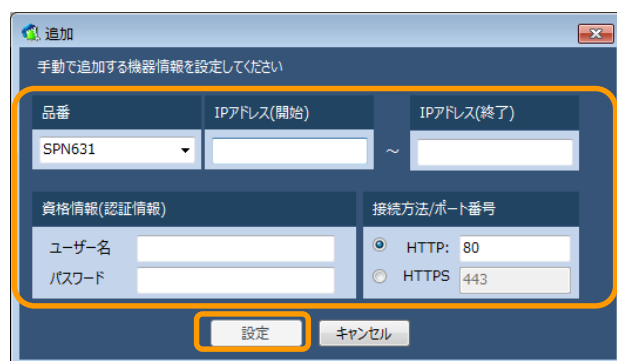 追加
手動で追加する機器情報を設定してください
品番 IPアドレス(開始) IPアドレス(終了)
SPN631 ～
資格情報(認証情報) 接続方法/ポート番号
ユーザー名 HTTP: 80
パスワード HTTPS 443
設定 キャンセル